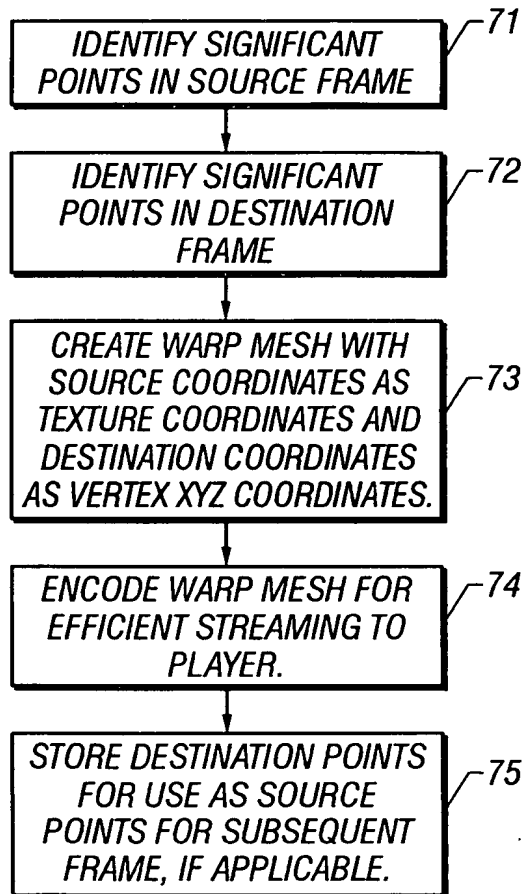 IDENTIFY SIGNIFICANT
POINTS IN SOURCE FRAME
71
IDENTIFY SIGNIFICANT
POINTS IN DESTINATION
FRAME
72
CREATE WARP MESH WITH
SOURCE COORDINATES AS
TEXTURE COORDINATES AND
DESTINATION COORDINATES
AS VERTEX XYZ COORDINATES.
73
ENCODE WARP MESH FOR
EFFICIENT STREAMING TO
PLAYER.
74
STORE DESTINATION POINTS
FOR USE AS SOURCE
POINTS FOR SUBSEQUENT
FRAME, IF APPLICABLE.
75